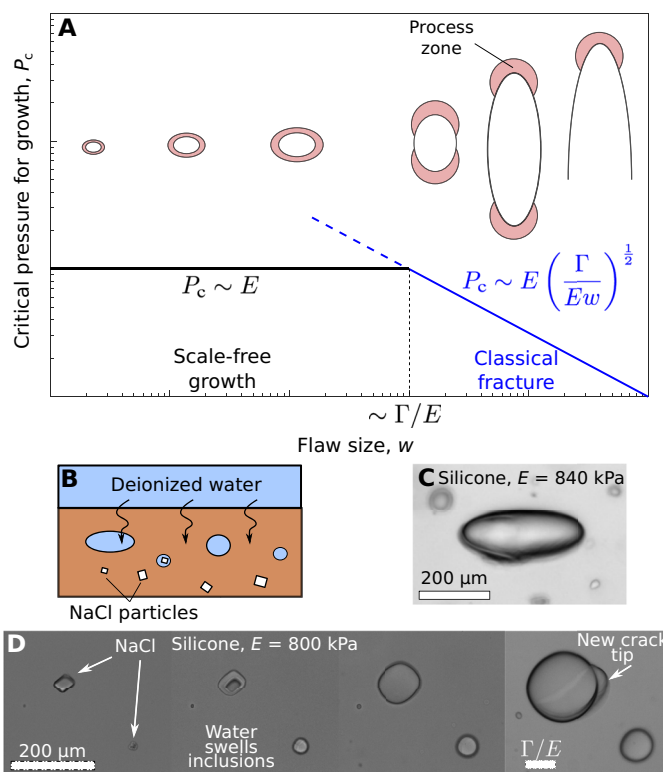 A
Process
zone
Critical pressure for growth, P_c
P_c ∼ E
P_c ∼ E (Γ/Ew)^{1/2}
Scale-free
growth
Classical
fracture
∼ Γ/E
Flaw size, w
B
Deionized water
NaCl particles
C
Silicone, E = 840 kPa
200 μm
D
NaCl
Silicone, E = 800 kPa
New crack
tip
Water
swells
inclusions
200 μm
Γ/E